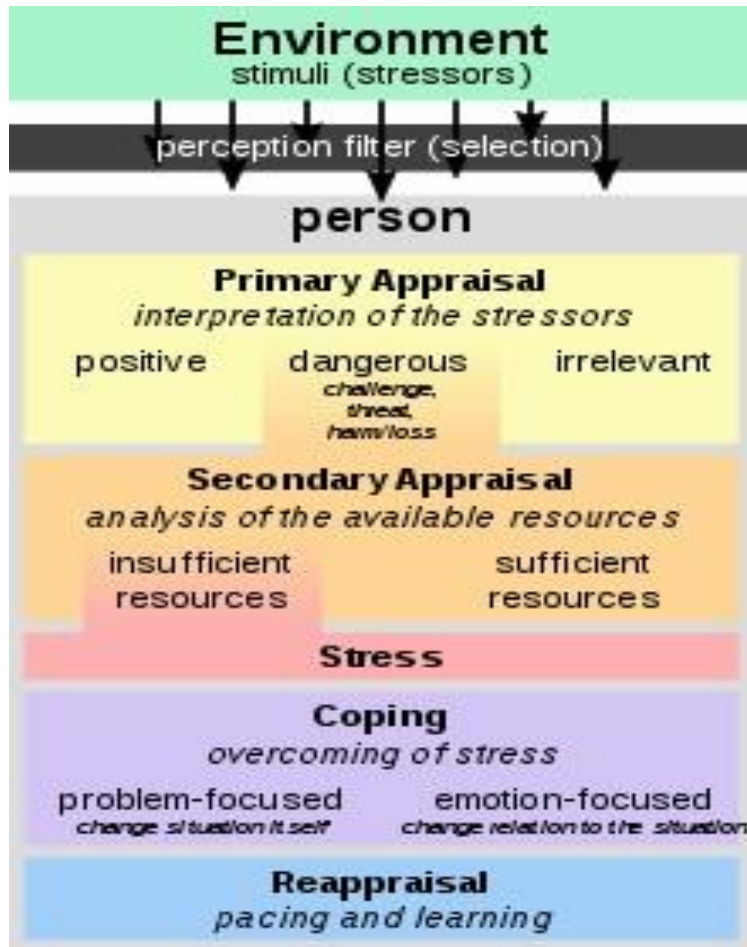 Environment
stimuli (stressors)
perception filter (selection)
person
Primary Appraisal
interpretation of the stressors
positive dangerous irrelevant
challenge,
threat,
harm/loss
Secondary Appraisal
analysis of the available resources
insufficient sufficient
resources resources
Stress
Coping
overcoming of stress
problem-focused emotion-focused
change situation itself change relation to the situation
Reappraisal
pacing and learning